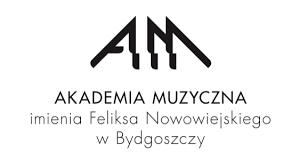 AM
AKADEMIA MUZYCZNA
imienia Feliksa Nowowiejskiego
w Bydgoszczy